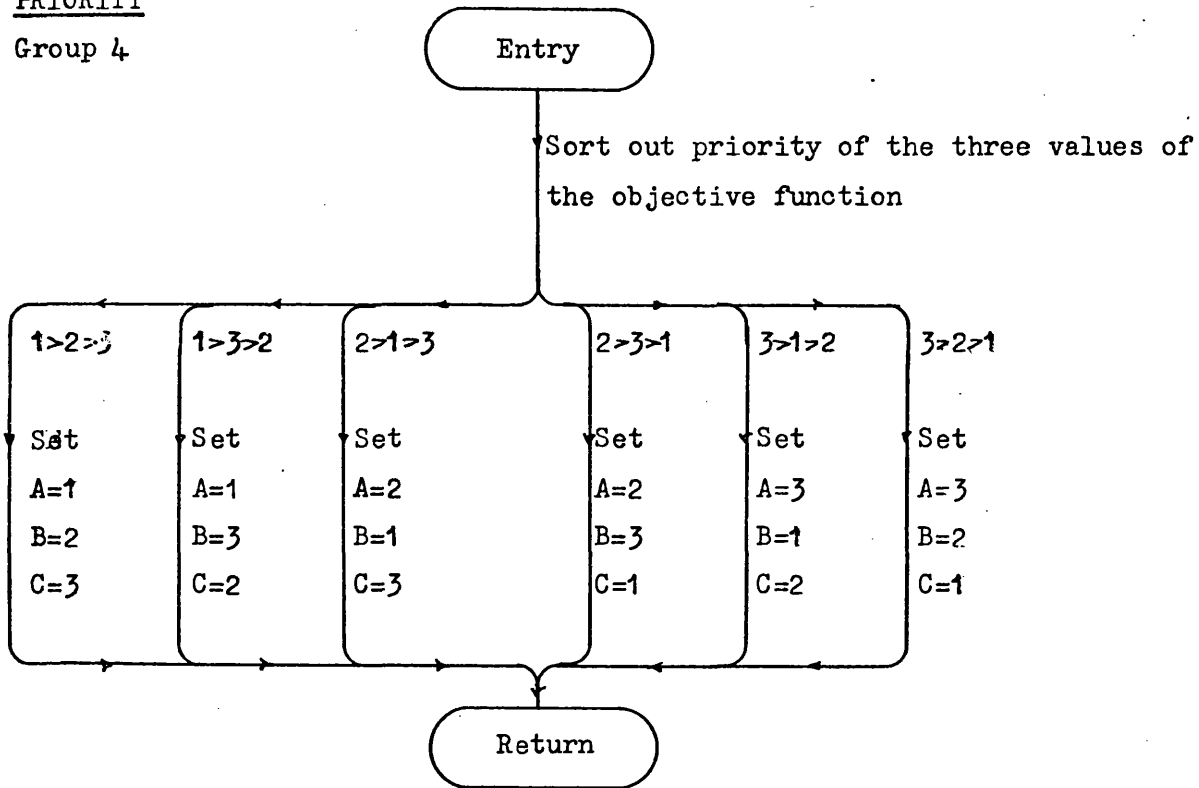 PRIORITY
Group 4
Entry
Sort out priority of the three values of
the objective function
1>2>3
Set
A=1
B=2
C=3
1>3>2
Set
A=1
B=3
C=2
2>1>3
Set
A=2
B=1
C=3
2>3>1
Set
A=2
B=3
C=1
3>1>2
Set
A=3
B=1
C=2
3>2>1
Set
A=3
B=2
C=1
Return